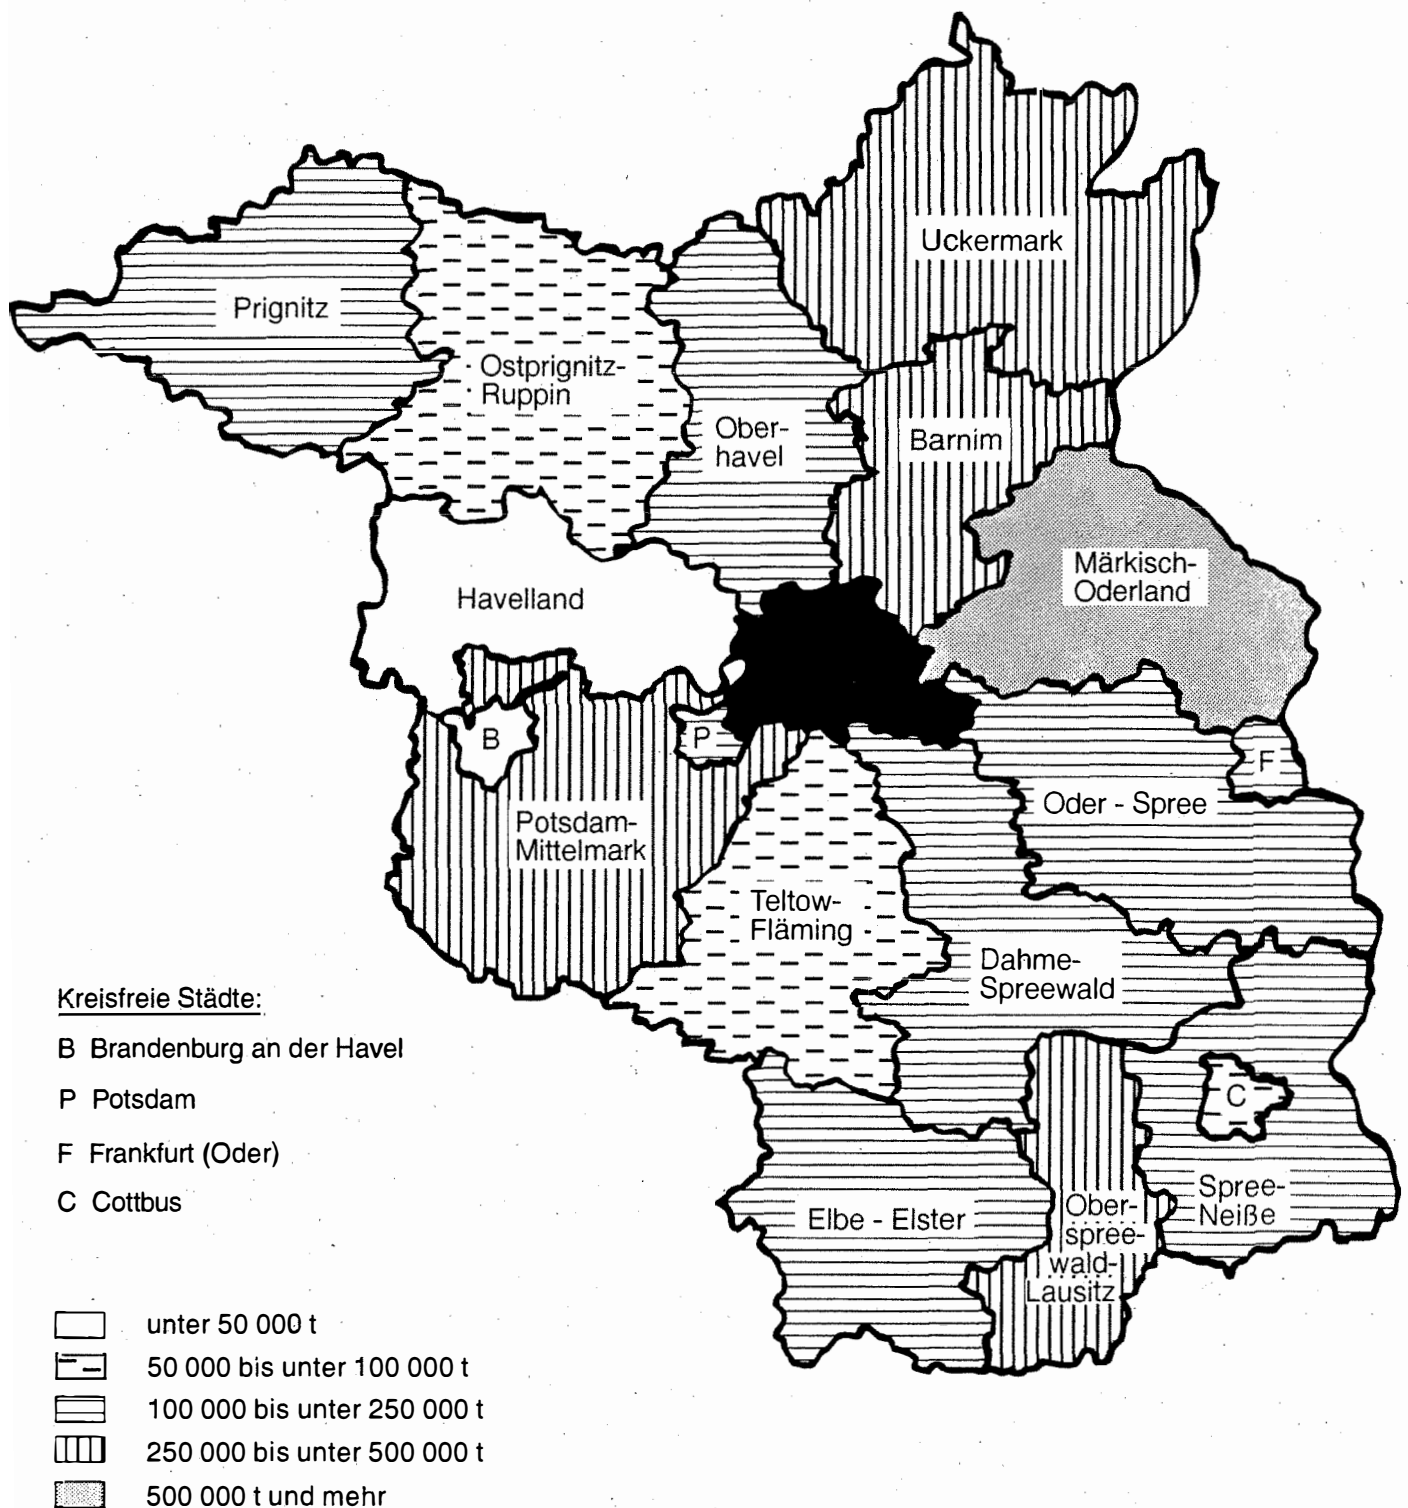 Uckermark
Prignitz
Ostprignitz-
Ruppin
Ober-
havel
Barnim
Märkisch-
Oderland
Havelland
B
P
F
Oder - Spree
Potsdam-
Mittelmark
Teltow-
Fläming
Dahme-
Spreewald
Kreisfreie Städte:
B Brandenburg an der Havel
P Potsdam
F Frankfurt (Oder)
C Cottbus
C
Spree-
Neiße
Elbe - Elster
Ober-
spree-
wald-
Lausitz
unter 50 000 t
50 000 bis unter 100 000 t
100 000 bis unter 250 000 t
250 000 bis unter 500 000 t
500 000 t und mehr